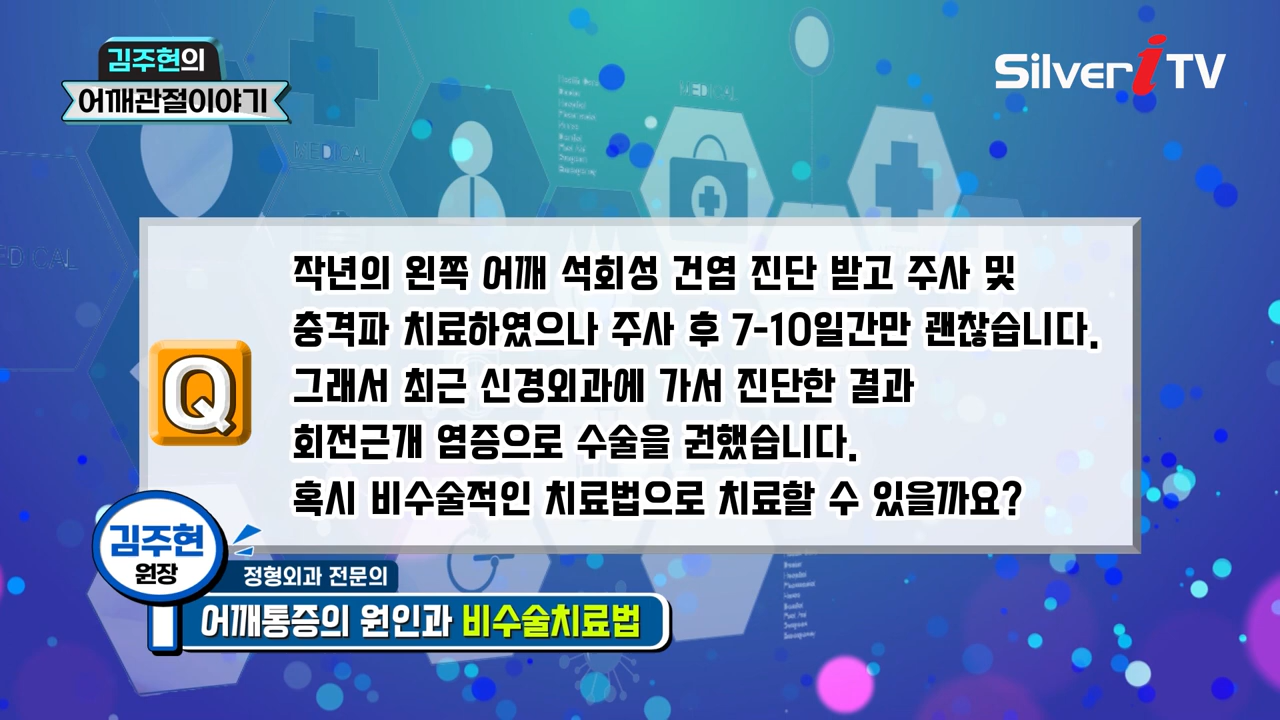 김주현의
어깨관절이야기
Silver i TV
MEDICAL
MEDICAL
작년의 왼쪽 어깨 석회성 건염 진단 받고 주사 및
충격파 치료하였으나 주사 후 7-10일간만 괜찮습니다.
그래서 최근 신경외과에 가서 진단한 결과
회전근개 염증으로 수술을 권했습니다.
혹시 비수술적인 치료법으로 치료할 수 있을까요?
Q
김주현
원장
정형외과 전문의
어깨통증의 원인과 비수술치료법